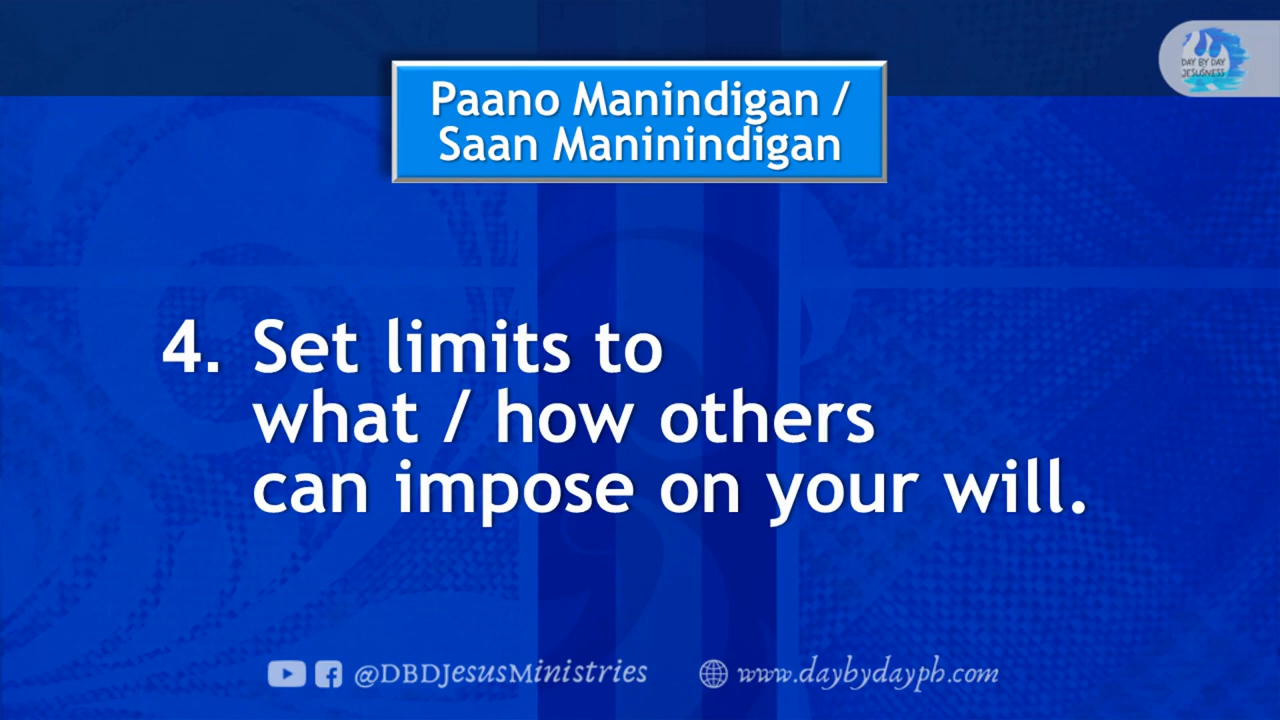 DAY BY DAY
JESUSNESS
Paano Manindigan /
Saan Maninindigan
4. Set limits to
what / how others
can impose on your will.
@DBDJesusMinistries www.daybydayph.com